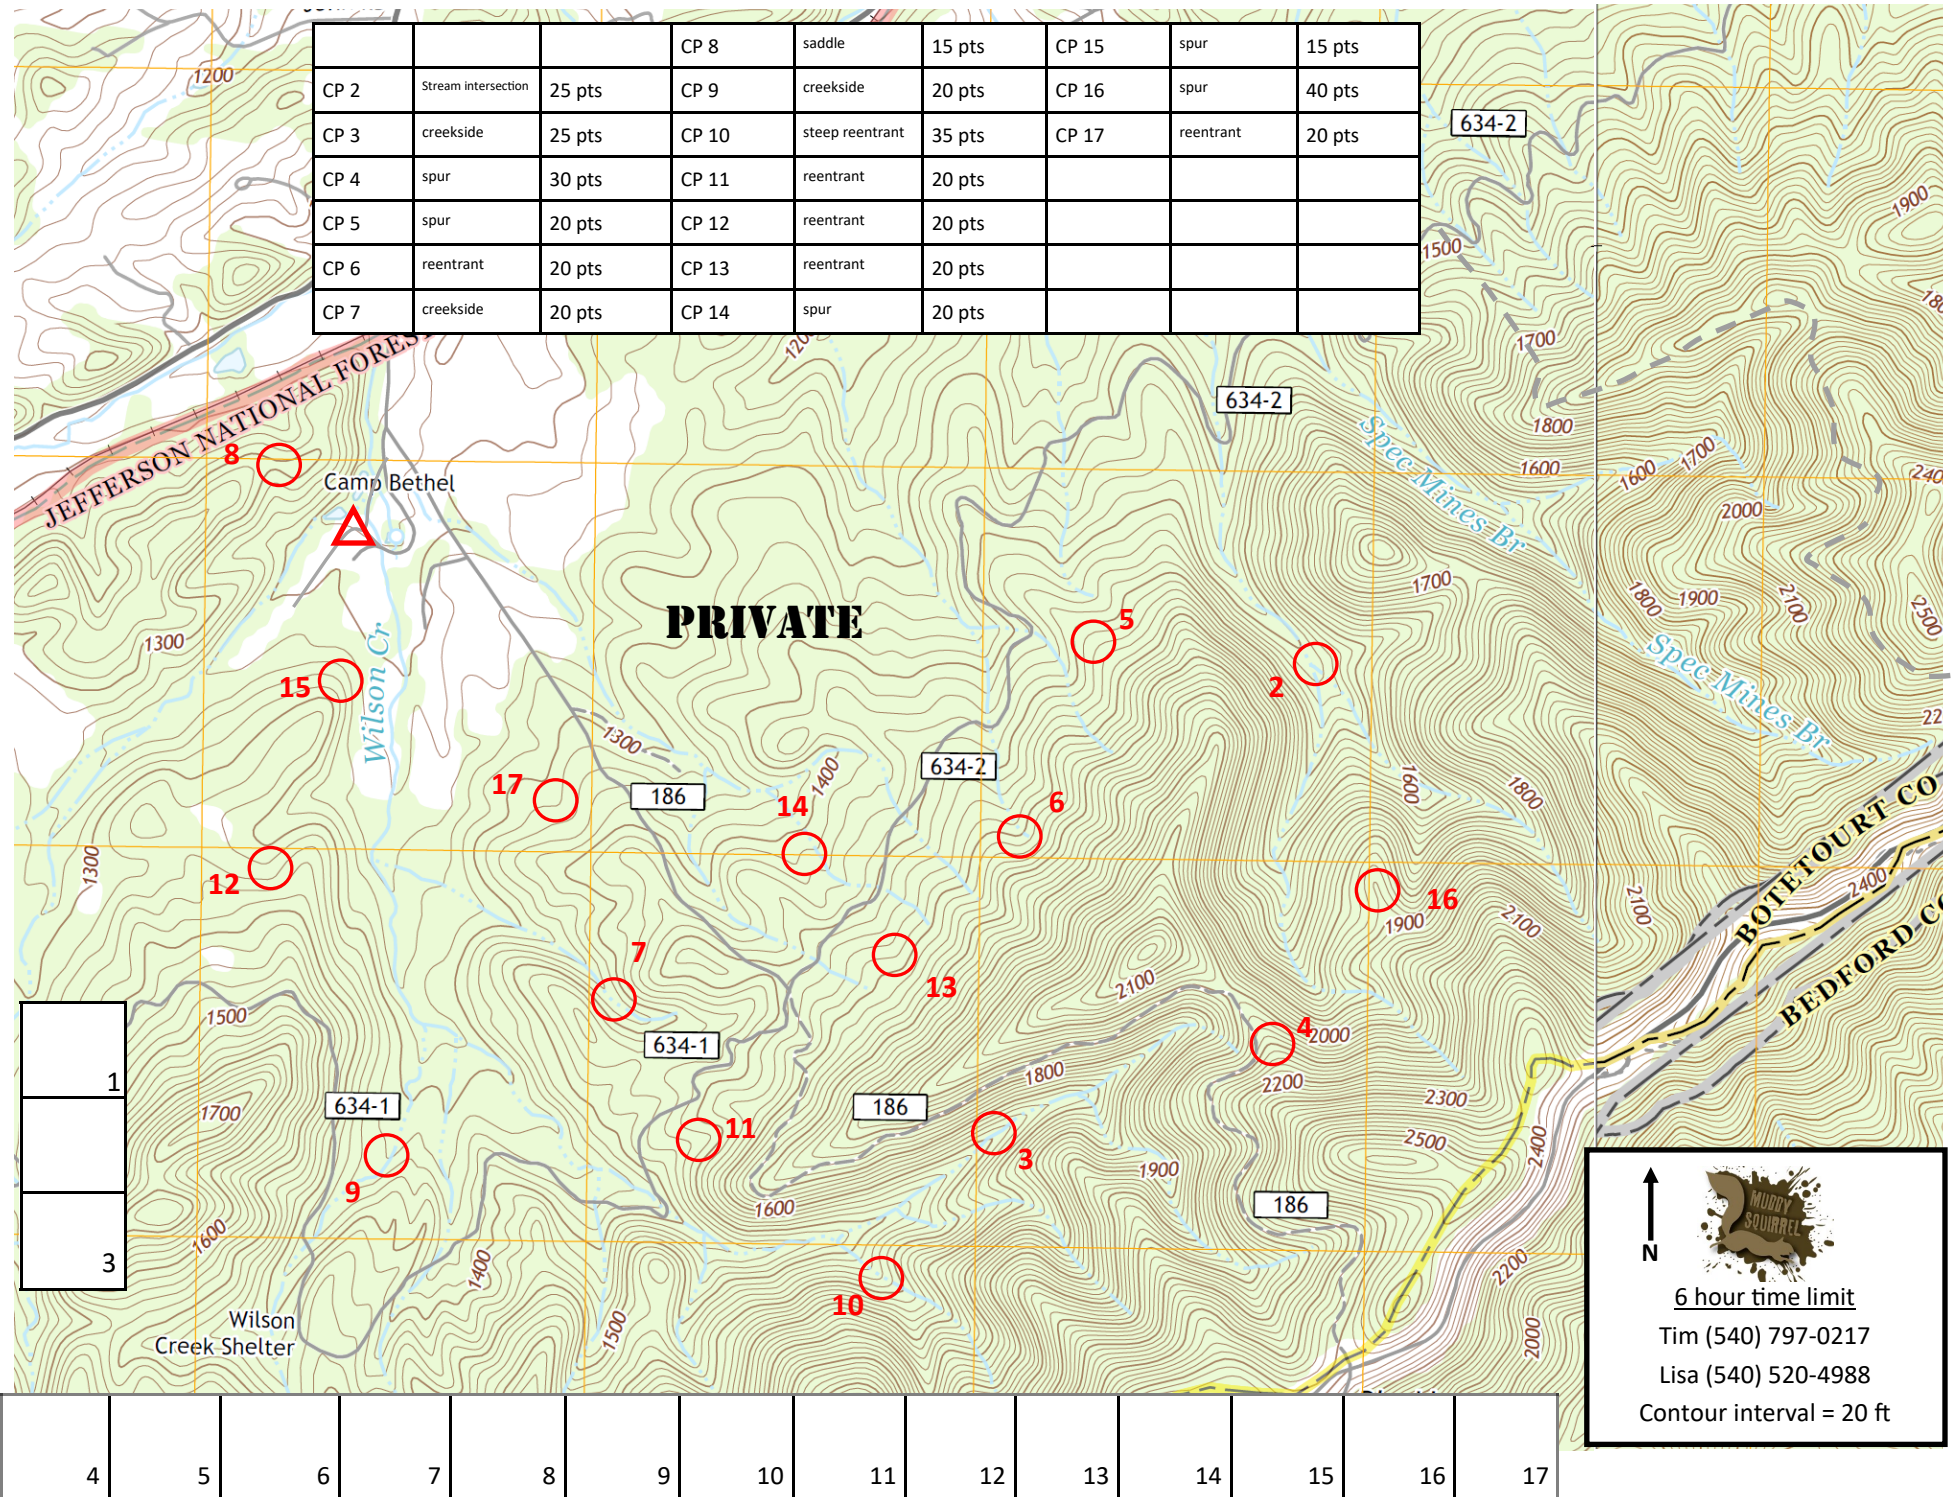 1200
CP 8 saddle 15 pts CP 15 spur 15 pts
CP 2 Stream intersection 25 pts CP 9 creekside 20 pts CP 16 spur 40 pts
CP 3 creekside 25 pts CP 10 steep reentrant 35 pts CP 17 reentrant 20 pts
CP 4 spur 30 pts CP 11 reentrant 20 pts
CP 5 spur 20 pts CP 12 reentrant 20 pts
CP 6 reentrant 20 pts CP 13 reentrant 20 pts
CP 7 creekside 20 pts CP 14 spur 20 pts
634-2
1900
1500
1700
JEFFERSON NATIONAL FOREST
634-2
1800
Spec Mines Br
1600
1600
1700
2000
8
Camp Bethel
1700
1800
1900
2100
2500
1300
PRIVATE
5
Wilson Cr
15
2
Spec Mines Br
1300
634-2
17
186
1400
14
6
1600
1800
BOTETOURT CO
1300
12
16
1900
2100
2100
2400
BEDFORD CO
7
13
2100
1500
634-1
4
2000
1800
2200
2300
1700
634-1
186
11
3
2500
2400
1900
9
1600
186
1600
1400
10
2200
1500
2000
Wilson
Creek Shelter
1
3
N
MUDDY
SQUIRREL
6 hour time limit
Tim (540) 797-0217
Lisa (540) 520-4988
Contour interval = 20 ft
4 5 6 7 8 9 10 11 12 13 14 15 16 17